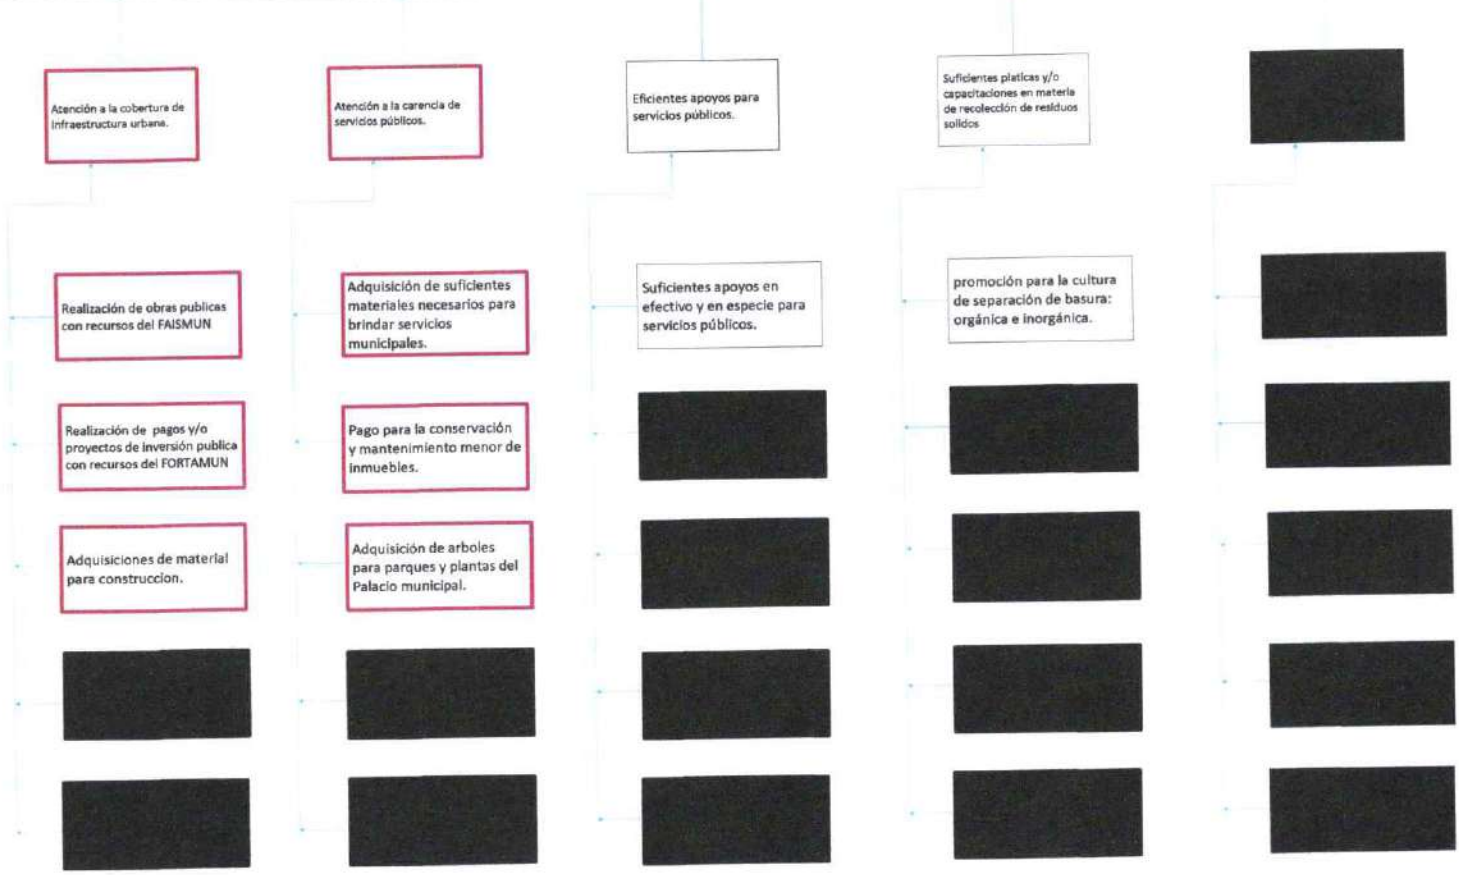 Atención a la cobertura de
infraestructura urbana.
Atención a la carencia de
servicios públicos.
Eficientes apoyos para
servicios públicos.
Suficientes platicas y/o
capacitaciones en materia
de recolección de residuos
solidos
Realización de obras publicas
con recursos del FAISMUN
Adquisición de suficientes
materiales necesarios para
brindar servicios
municipales.
Suficientes apoyos en
efectivo y en especie para
servicios públicos.
promoción para la cultura
de separación de basura:
orgánica e inorgánica.
Realización de pagos y/o
proyectos de inversión publica
con recursos del FORTAMUN
Pago para la conservación
y mantenimiento menor de
inmuebles.
Adquisiciones de material
para construccion.
Adquisición de arboles
para parques y plantas del
Palacio municipal.